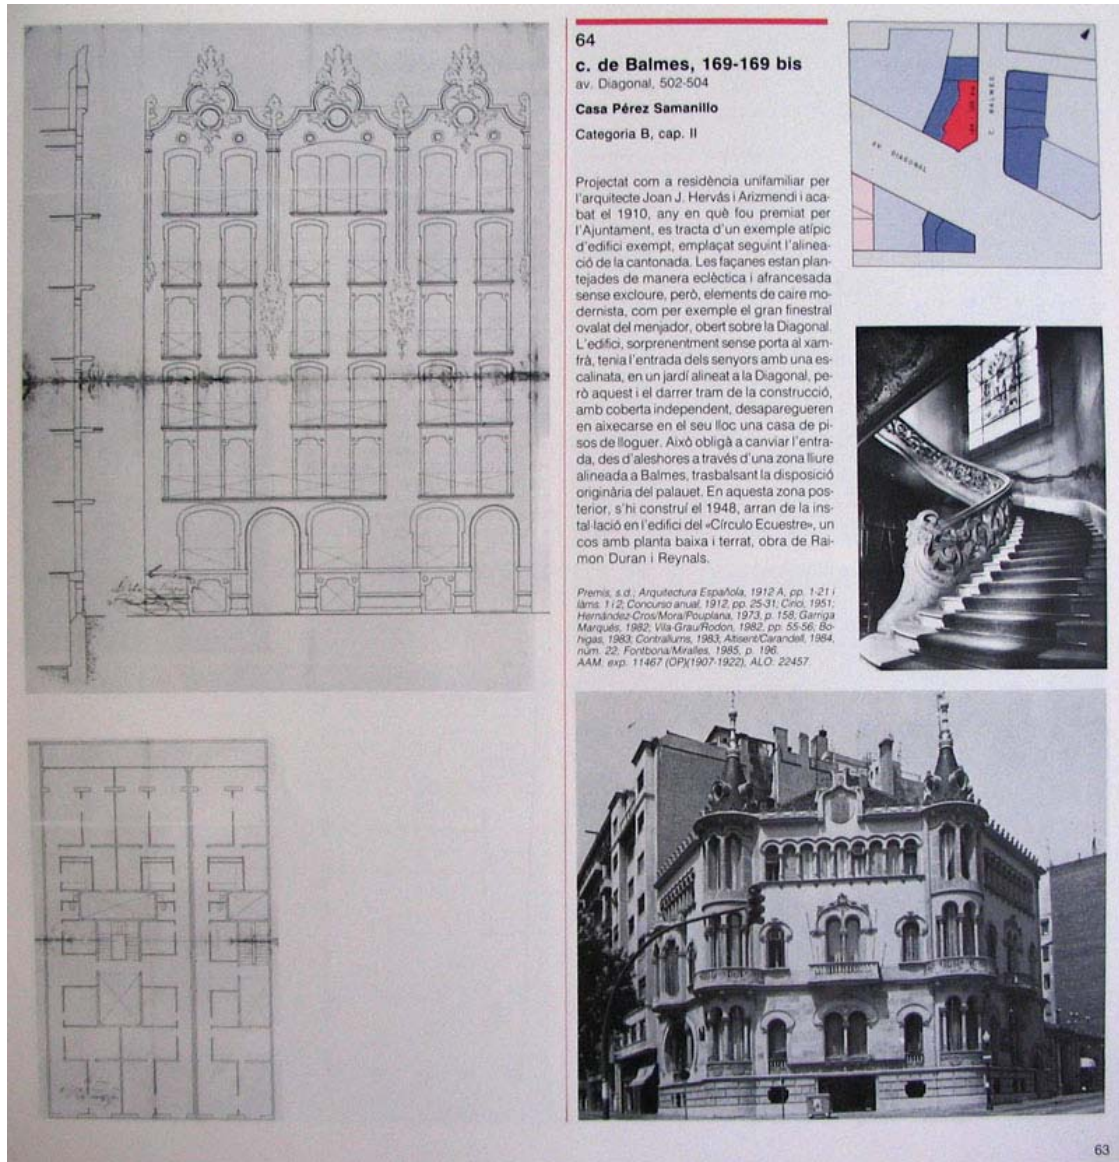 64
c. de Balmes, 169-169 bis
av. Diagonal, 502-504
Casa Pérez Samanillo
Categoria B, cap. II
Projectat com a residència unifamiliar per
l'arquitecte Joan J. Hervás i Arizmendi i aca-
bat el 1910, any en què fou premiat per
l'Ajuntament, es tracta d'un exemple atípic
d'edifici exempt, emplaçat seguint l'alinea-
ció de la cantonada. Les façanes estan plan-
tejades de manera eclèctica i afrancesada
sense excloure, però, elements de caire mo-
dernista, com per exemple el gran finestral
ovalat del menjador, obert sobre la Diagonal.
L'edifici, sorprenentment sense porta al xam-
frà, tenia l'entrada dels senyors amb una es-
calinata, en un jardí alineat a la Diagonal, pe-
rò aquest i el darrer tram de la construcció,
amb coberta independent, desaparegueren
en aixecarse en el seu lloc una casa de pi-
sos de lloguer. Això obligà a canviar l'entra-
da, des d'aleshores a través d'una zona lliure
alineada a Balmes, trasbalsant la disposició
originària del palauet. En aquesta zona pos-
terior, s'hi construí el 1948, arran de la ins-
tal·lació en l'edifici del «Círculo Ecuestre», un
cos amb planta baixa i terrat, obra de Rai-
mon Duran i Reynals.
Premis, s.d.; Arquitectura Española, 1912 A, pp. 1-21 i
làms. 1 i 2; Concurso anual, 1912, pp. 25-31; Cirici, 1951;
Hernández-Cros/Mora/Pouplana, 1973, p. 158; Garriga
Marqués, 1982; Vila-Grau/Rodon, 1982, pp. 55-56; Bo-
higas, 1983; Contrallums, 1983; Altisent/Carandell, 1984,
núm. 22; Fontbona/Miralles, 1985, p. 196.
AAM. exp. 11467 (OP)(1907-1922), ALO: 22457.
AV. DIAGONAL
C. BALMES
63